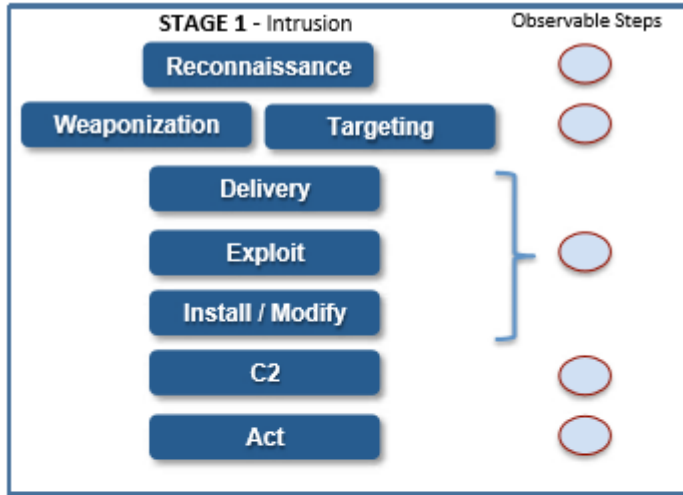 STAGE 1 - Intrusion
Observable Steps
Reconnaissance
Weaponization
Targeting
Delivery
Exploit
Install / Modify
C2
Act